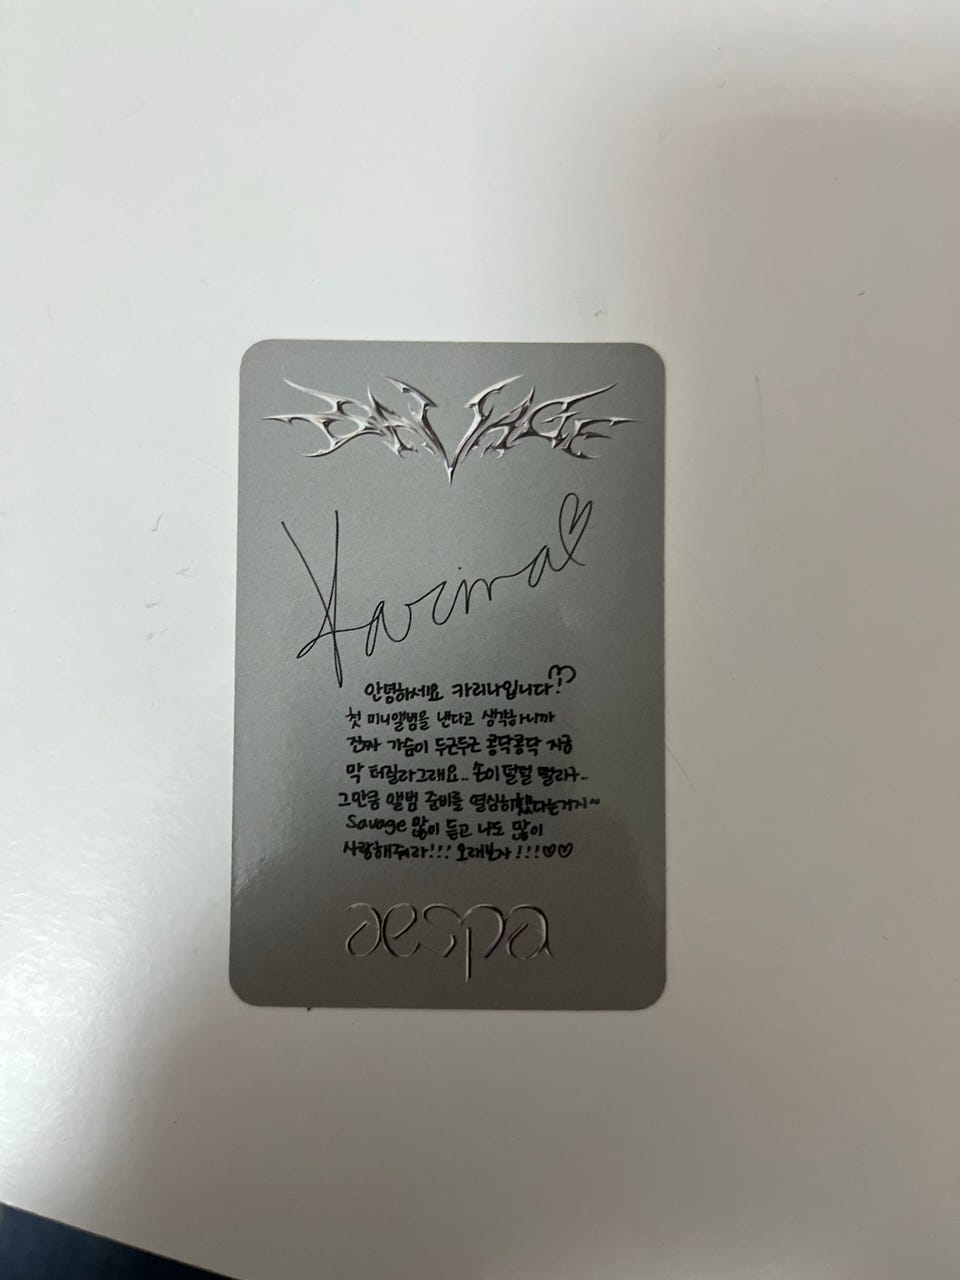 SAVAGE
Karina♡
안녕하세요 카리나입니다!
첫 미니앨범을 낸다고 생각하니까
진짜 가슴이 두근두근 콩닥콩닥 지금
막 터질라그래요.. 손이 덜덜 떨리구..
그만큼 앨범 준비를 열심히했다는거지~
Savage 많이 듣고 나도 많이
사랑해줘라!!! 오래보자!!!♡♡
aespa